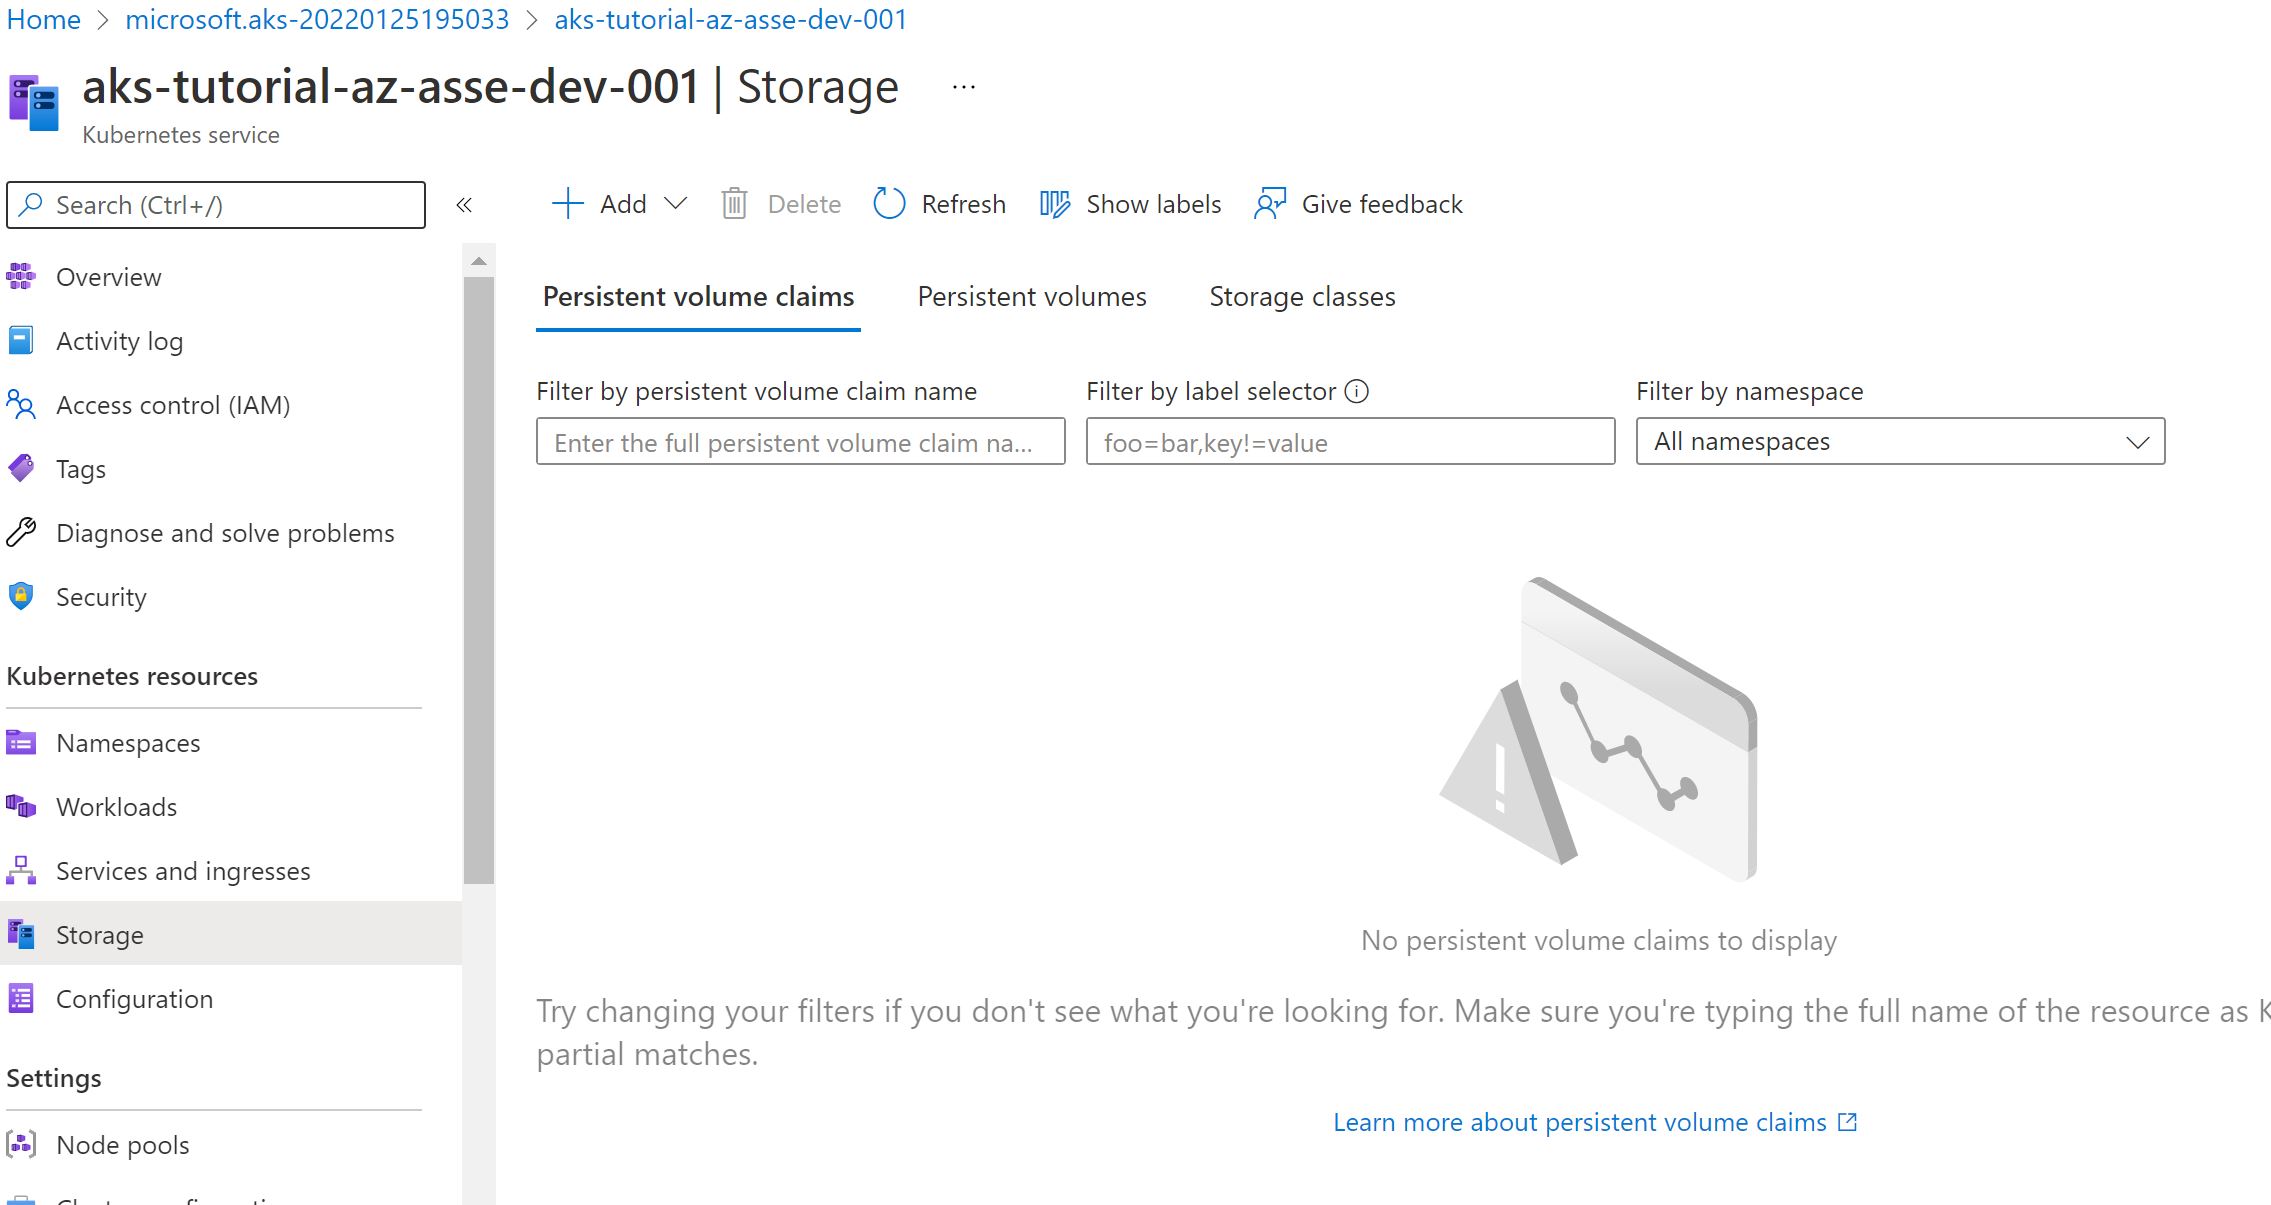 Home > microsoft.aks-20220125195033 > aks-tutorial-az-asse-dev-001
aks-tutorial-az-asse-dev-001 | Storage ...
Kubernetes service
Search (Ctrl+/)
«
Add
Delete
Refresh
Show labels
Give feedback
Overview
Activity log
Access control (IAM)
Tags
Diagnose and solve problems
Security
Kubernetes resources
Namespaces
Workloads
Services and ingresses
Storage
Configuration
Settings
Node pools
Persistent volume claims
Persistent volumes
Storage classes
Filter by persistent volume claim name
Enter the full persistent volume claim na...
Filter by label selector
foo=bar,key!=value
Filter by namespace
All namespaces
No persistent volume claims to display
Try changing your filters if you don't see what you're looking for. Make sure you're typing the full name of the resource as K
partial matches.
Learn more about persistent volume claims